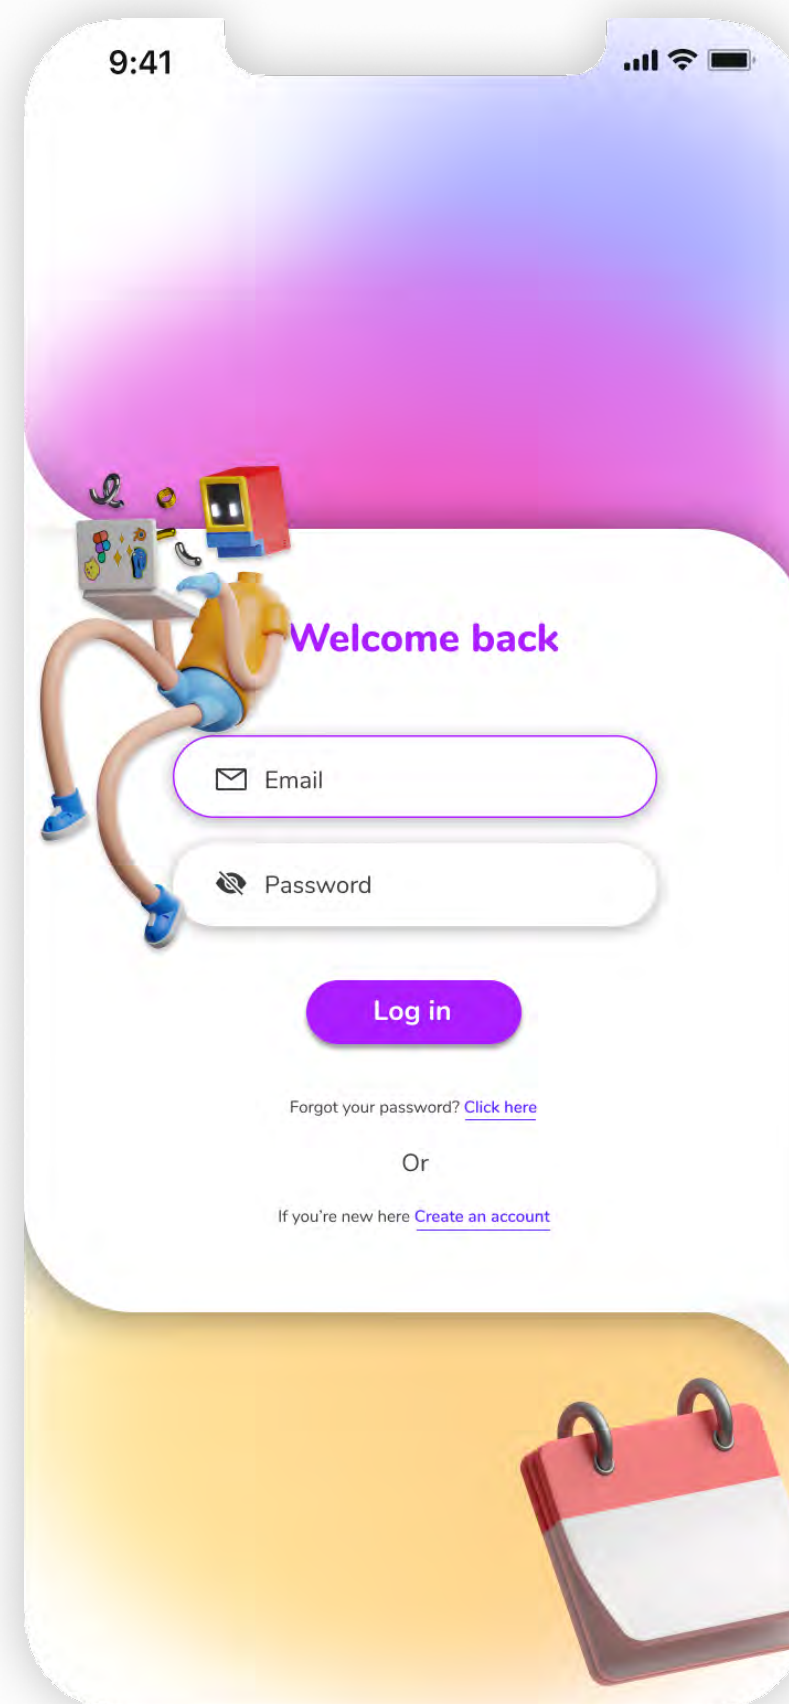 9:41
Welcome back
Email
Password
Log in
Forgot your password? Click here
Or
If you're new here Create an account